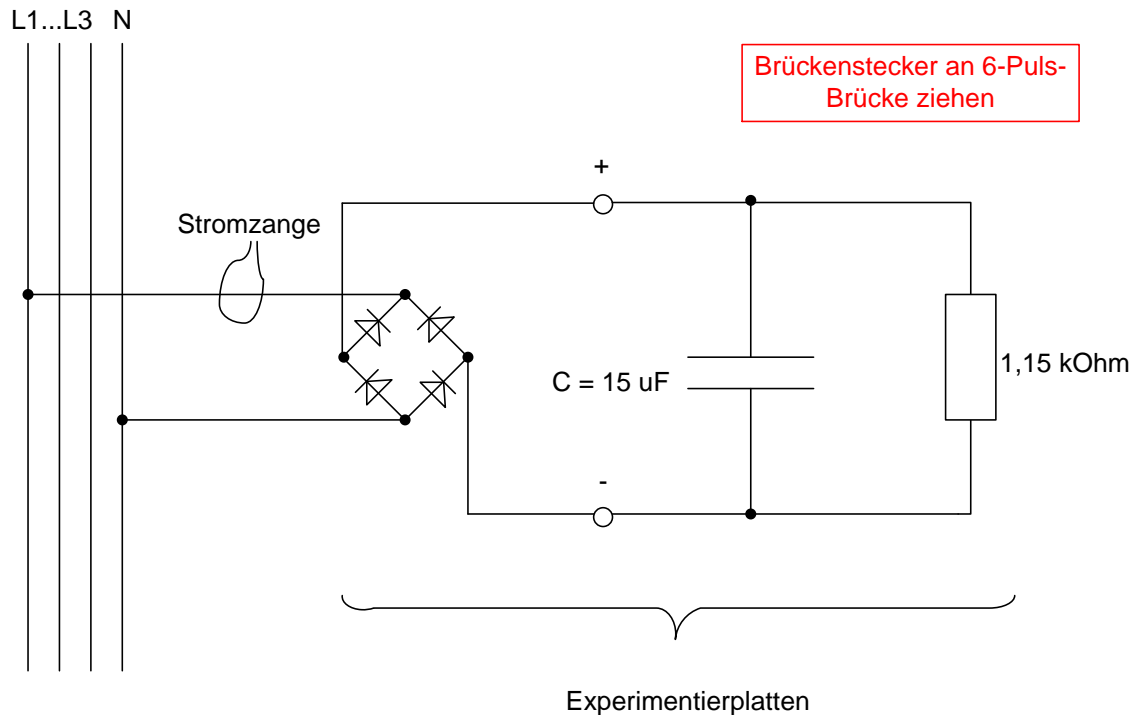 L1...L3 N
Brückenstecker an 6-Puls-
Brücke ziehen
+
Stromzange
C = 15 uF
1,15 kOhm
-
Experimentierplatten